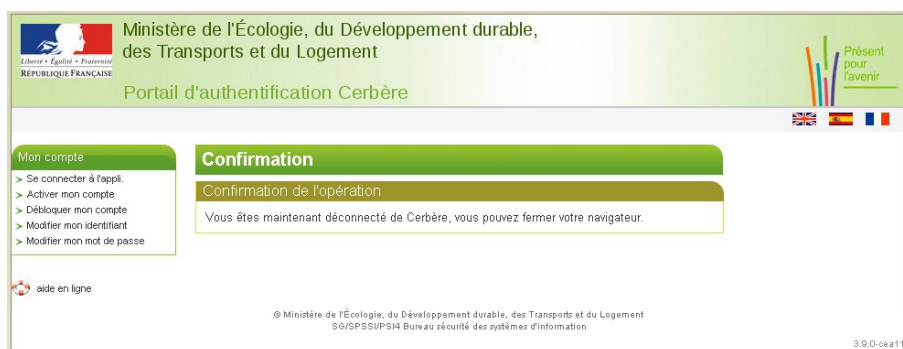 Ministère de l'Écologie, du Développement durable,
des Transports et du Logement
Liberté • Égalité • Fraternité
RÉPUBLIQUE FRANÇAISE
Portail d'authentification Cerbère
Présent
pour
l'avenir
Mon compte
> Se connecter à l'appli.
> Activer mon compte
> Débloquer mon compte
> Modifier mon identifiant
> Modifier mon mot de passe
aide en ligne
Confirmation
Confirmation de l'opération
Vous êtes maintenant déconnecté de Cerbère, vous pouvez fermer votre navigateur.
© Ministère de l'Écologie, du Développement durable, des Transports et du Logement
SG/SPSSI/PSI4 Bureau sécurité des systèmes d'information
3.9.0-cea11